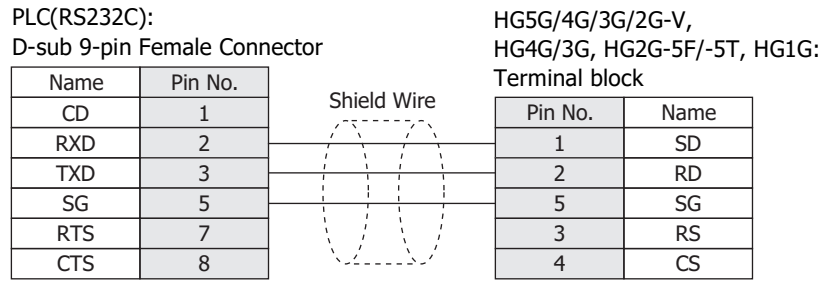 PLC(RS232C):
D-sub 9-pin Female Connector
Name Pin No.
CD 1
RXD 2
TXD 3
SG 5
RTS 7
CTS 8
Shield Wire
HG5G/4G/3G/2G-V,
HG4G/3G, HG2G-5F/-5T, HG1G:
Terminal block
Pin No. Name
1 SD
2 RD
5 SG
3 RS
4 CS